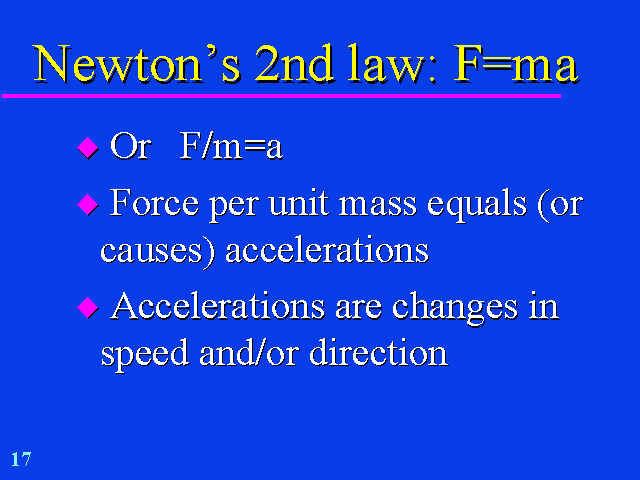 Newton’s 2nd law: F=ma
Or F/m=a
Force per unit mass equals (or
causes) accelerations
Accelerations are changes in
speed and/or direction
17